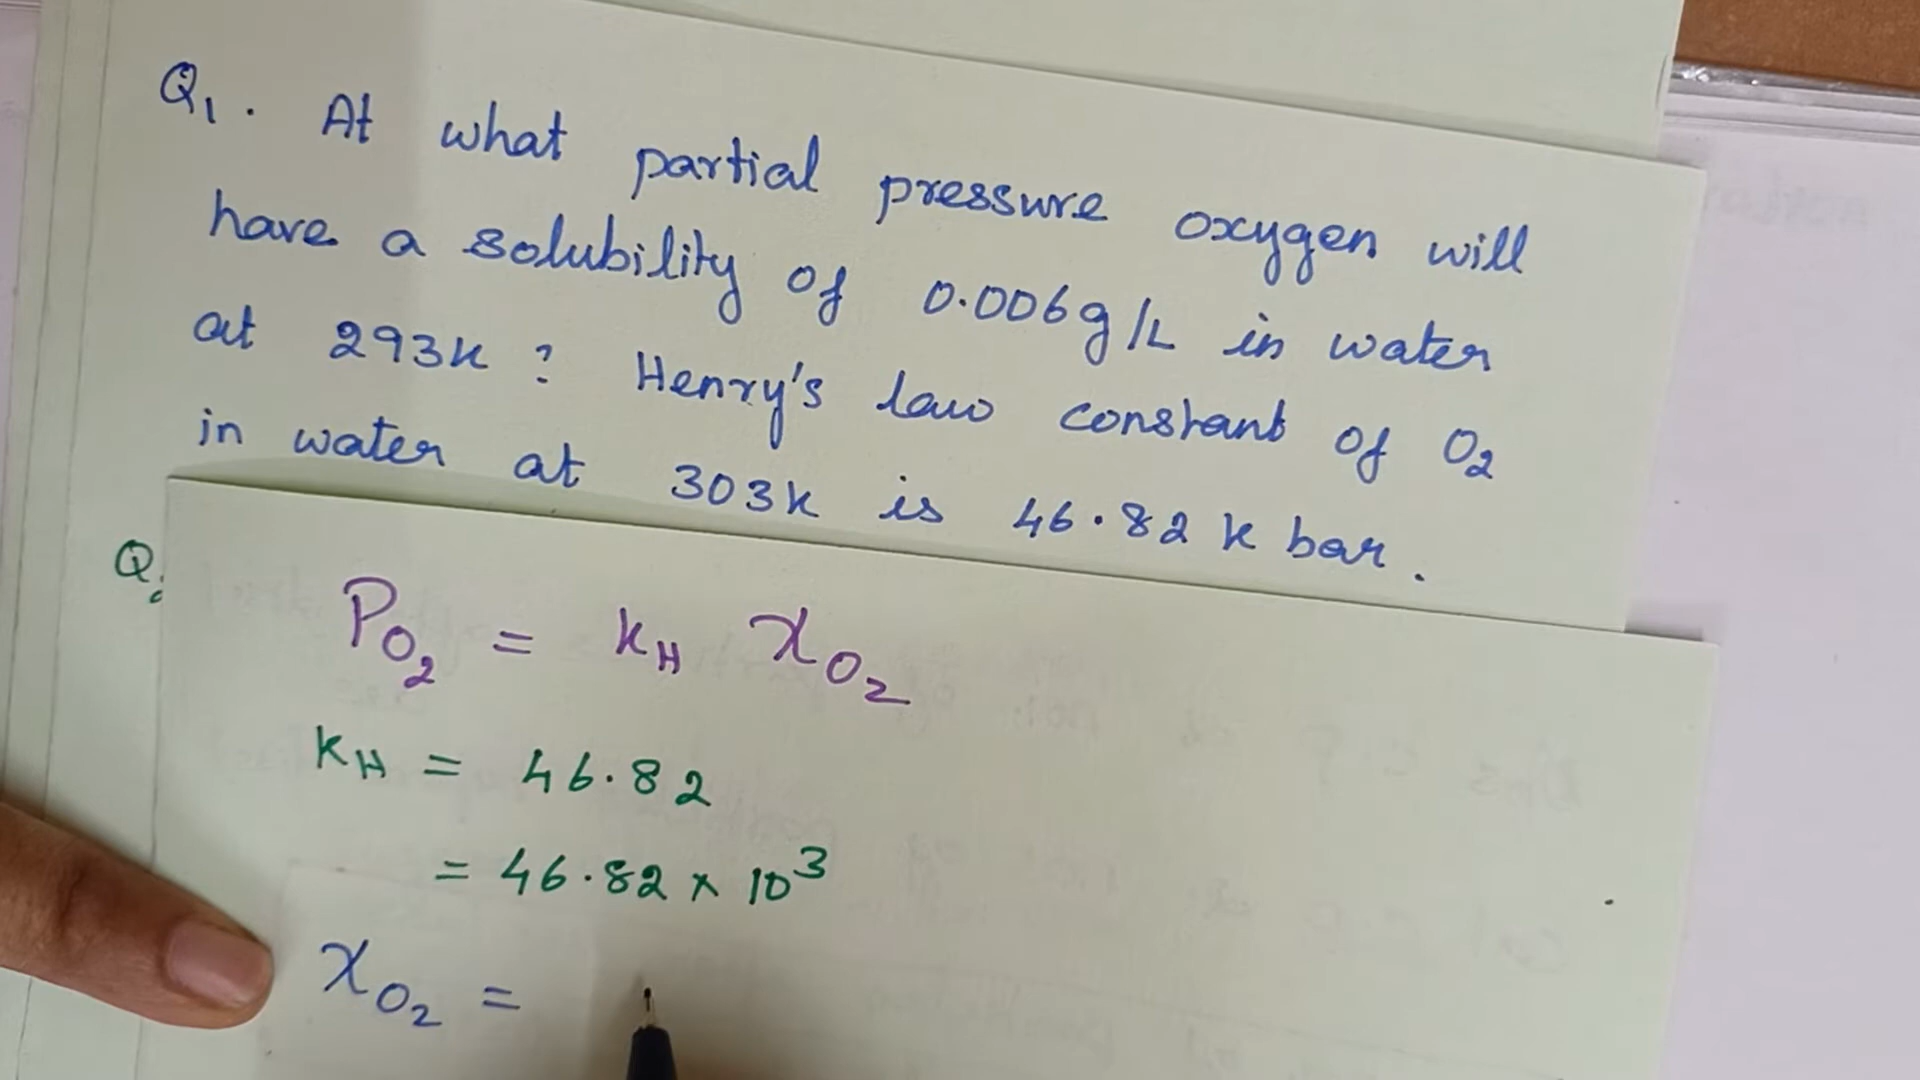 Q1. At what partial pressure oxygen will
have a solubility of 0.006g/L in water
at 293K? Henry's law constant of O2
in water at 303K is 46.82 K bar.
Q
PO2 = KH XO2
KH = 46.82
= 46.82 x 10³
XO2 =